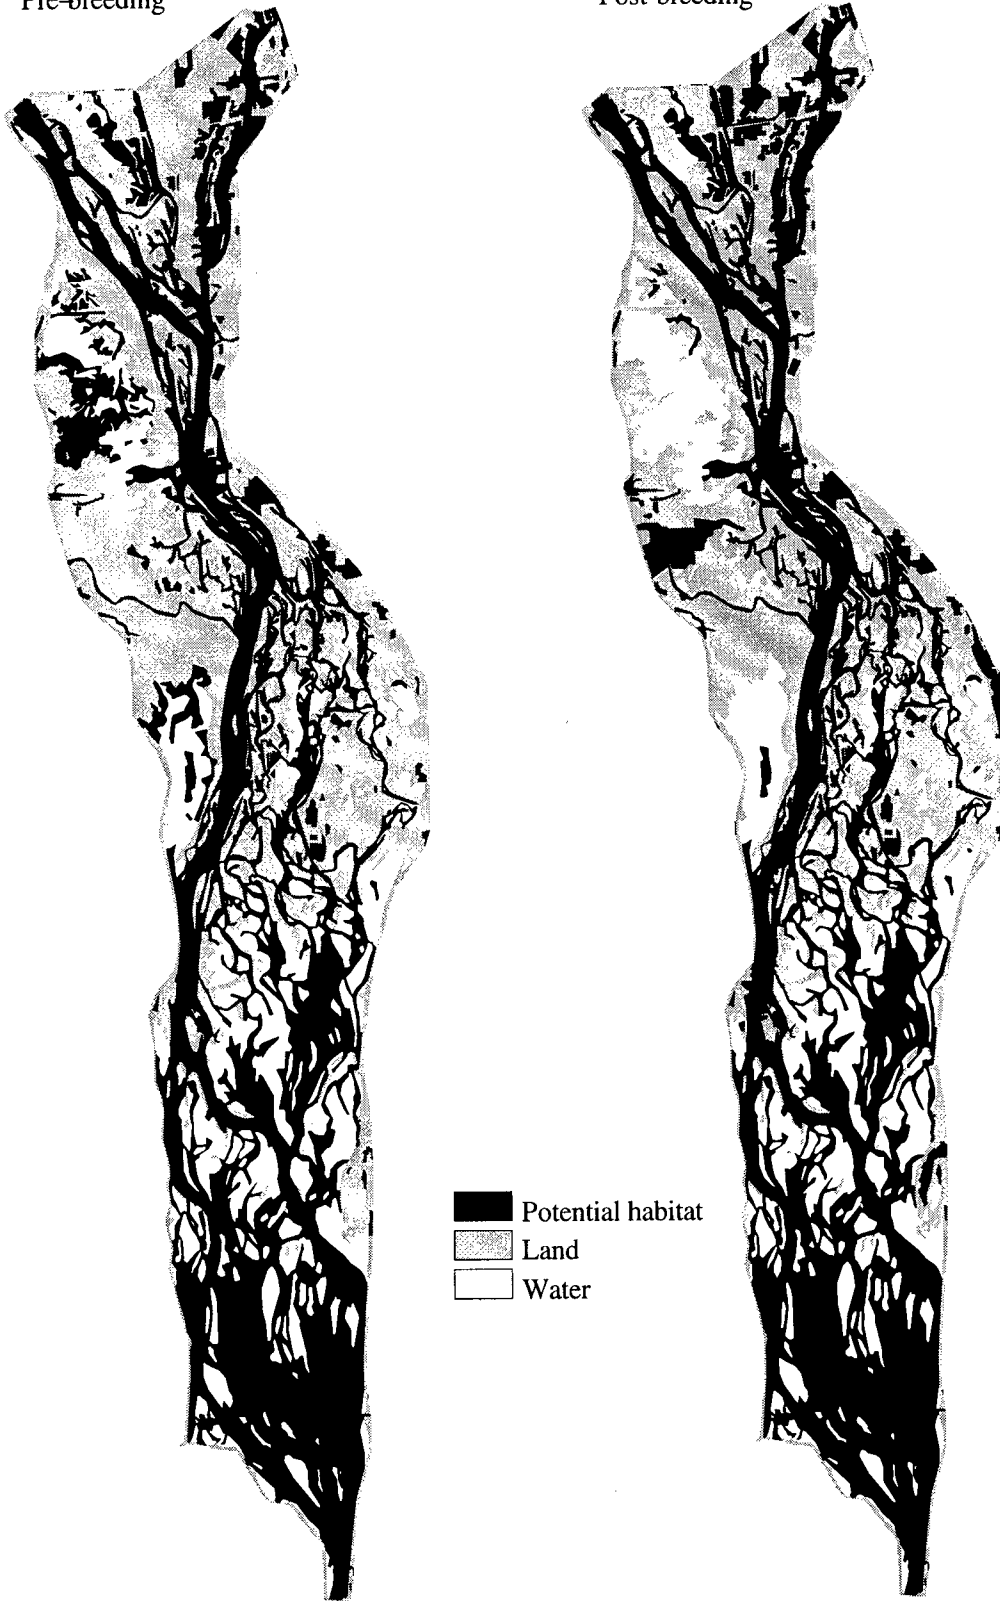 Pre-breeding
Post-breeding
Potential habitat
Land
Water